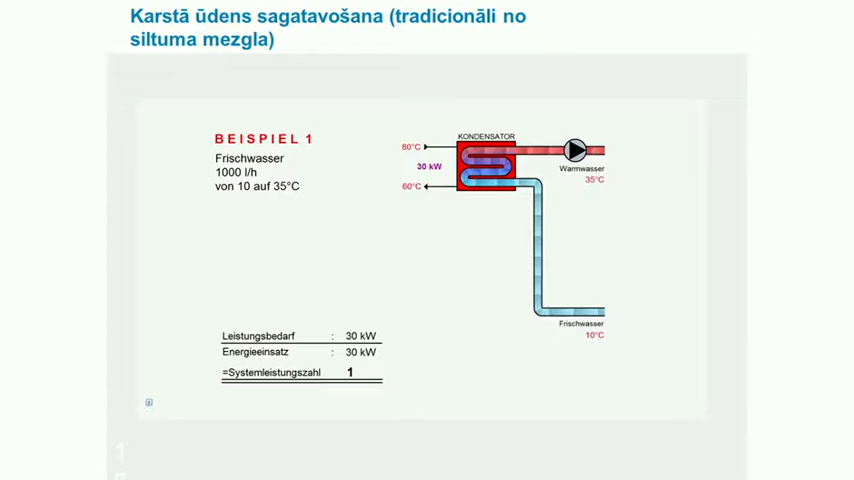 Karstā ūdens sagatavošana (tradicionāli no
siltuma mezgla)
BEISPIEL 1
Frischwasser
1000 l/h
von 10 auf 35°C
KONDENSATOR
80°C
30 kW
60°C
Warmwasser
35°C
Frischwasser
10°C
Leistungsbedarf : 30 kW
Energieeinsatz : 30 kW
=Systemleistungszahl 1